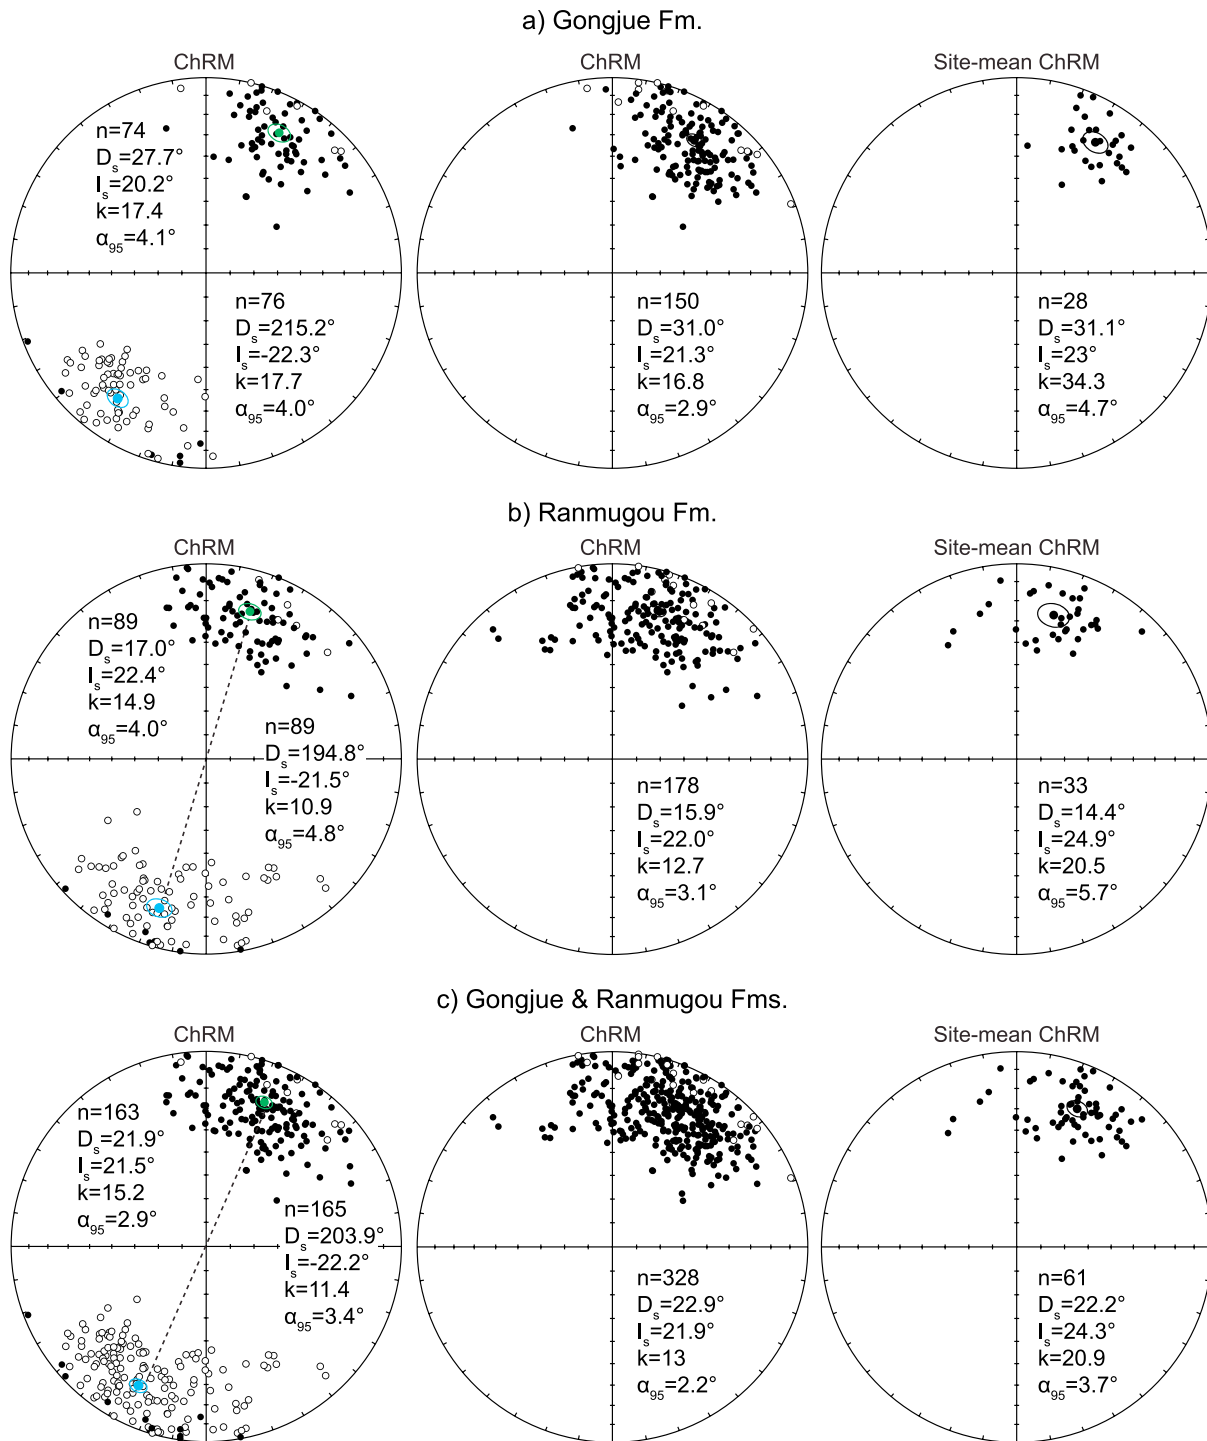 a) Gongjue Fm.
ChRM
n=74
Ds=27.7°
Is=20.2°
k=17.4
α95=4.1°
n=76
Ds=215.2°
Is=-22.3°
k=17.7
α95=4.0°
ChRM
n=150
Ds=31.0°
Is=21.3°
k=16.8
α95=2.9°
Site-mean ChRM
n=28
Ds=31.1°
Is=23°
k=34.3
α95=4.7°
b) Ranmugou Fm.
ChRM
n=89
Ds=17.0°
Is=22.4°
k=14.9
α95=4.0°
n=89
Ds=194.8°
Is=-21.5°
k=10.9
α95=4.8°
ChRM
n=178
Ds=15.9°
Is=22.0°
k=12.7
α95=3.1°
Site-mean ChRM
n=33
Ds=14.4°
Is=24.9°
k=20.5
α95=5.7°
c) Gongjue & Ranmugou Fms.
ChRM
n=163
Ds=21.9°
Is=21.5°
k=15.2
α95=2.9°
n=165
Ds=203.9°
Is=-22.2°
k=11.4
α95=3.4°
ChRM
n=328
Ds=22.9°
Is=21.9°
k=13
α95=2.2°
Site-mean ChRM
n=61
Ds=22.2°
Is=24.3°
k=20.9
α95=3.7°